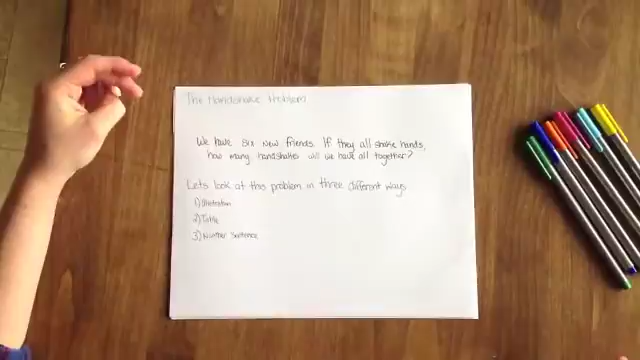 The Handshake Problem
We have six new friends. If they all shake hands,
how many handshakes will we have all together?
Lets look at this problem in three different ways
1) Illustration
2) Table
3) Number Sentence